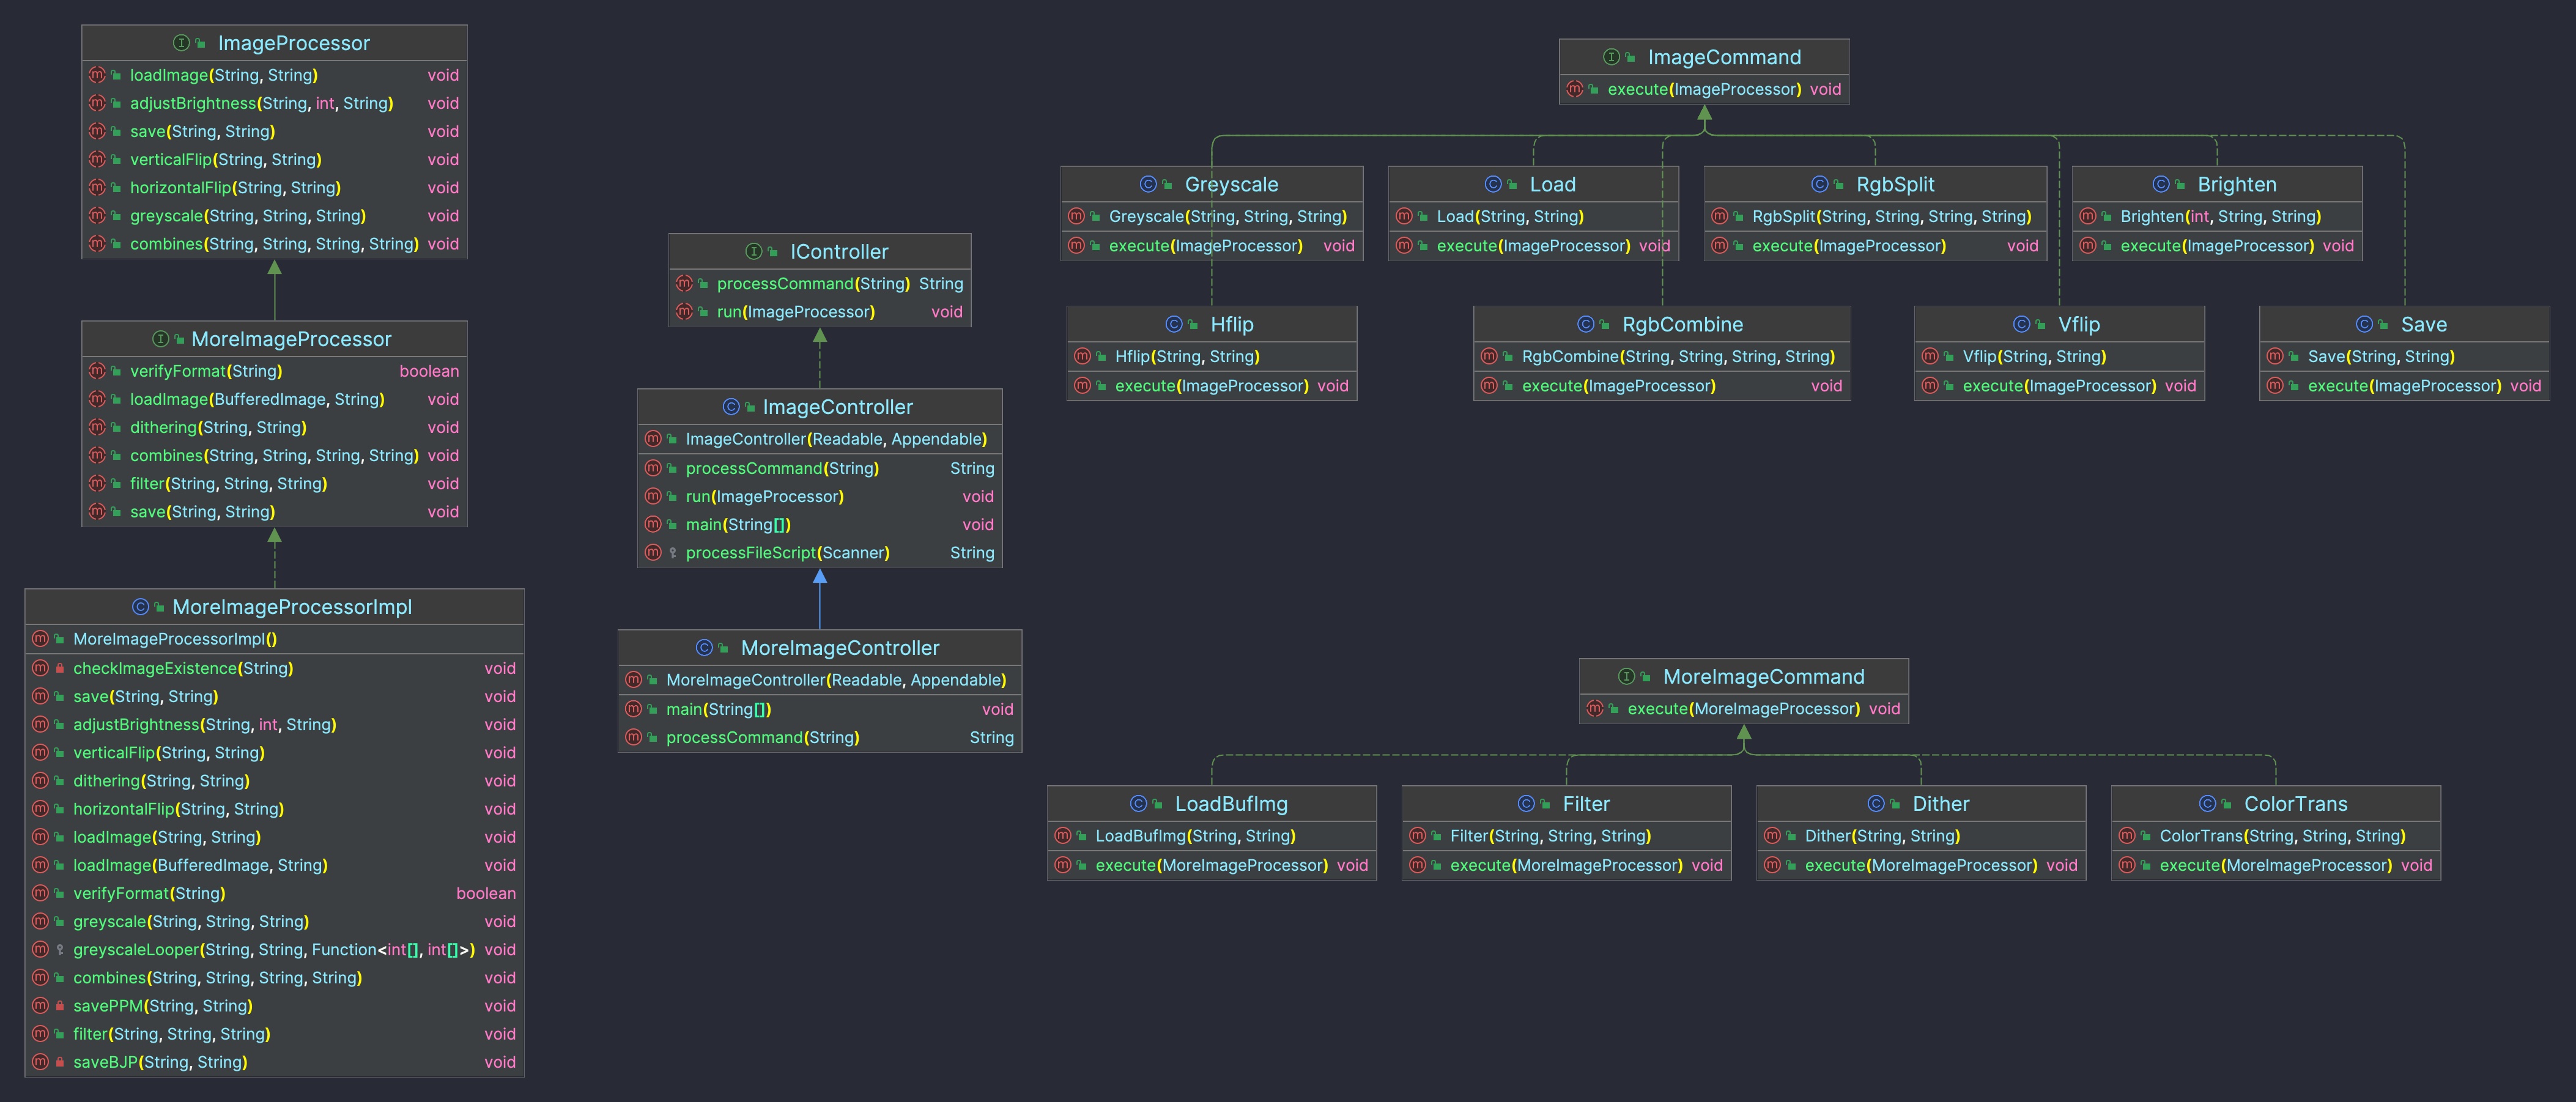 ImageProcessor
loadImage(String, String) void
adjustBrightness(String, int, String) void
save(String, String) void
verticalFlip(String, String) void
horizontalFlip(String, String) void
greyscale(String, String, String) void
combines(String, String, String, String) void
MoreImageProcessor
verifyFormat(String) boolean
loadImage(BufferedImage, String) void
dithering(String, String) void
combines(String, String, String, String) void
filter(String, String, String) void
save(String, String) void
MoreImageProcessorImpl
MoreImageProcessorImpl()
checkImageExistence(String) void
save(String, String) void
adjustBrightness(String, int, String) void
verticalFlip(String, String) void
dithering(String, String) void
horizontalFlip(String, String) void
loadImage(String, String) void
loadImage(BufferedImage, String) void
verifyFormat(String) boolean
greyscale(String, String, String) void
greyscaleLooper(String, String, Function<int[], int[]>) void
combines(String, String, String, String) void
savePPM(String, String) void
filter(String, String, String) void
saveBJP(String, String) void
IController
processCommand(String) String
run(ImageProcessor) void
ImageController
ImageController(Readable, Appendable)
processCommand(String) String
run(ImageProcessor) void
main(String[]) void
processFileScript(Scanner) String
MoreImageController
MoreImageController(Readable, Appendable)
main(String[]) void
processCommand(String) String
ImageCommand
execute(ImageProcessor) void
Greyscale
Greyscale(String, String, String)
execute(ImageProcessor) void
Load
Load(String, String)
execute(ImageProcessor) void
RgbSplit
RgbSplit(String, String, String, String)
execute(ImageProcessor) void
Brighten
Brighten(int, String, String)
execute(ImageProcessor) void
Hflip
Hflip(String, String)
execute(ImageProcessor) void
RgbCombine
RgbCombine(String, String, String, String)
execute(ImageProcessor) void
Vflip
Vflip(String, String)
execute(ImageProcessor) void
Save
Save(String, String)
execute(ImageProcessor) void
MoreImageCommand
execute(MoreImageProcessor) void
LoadBufImg
LoadBufImg(String, String)
execute(MoreImageProcessor) void
Filter
Filter(String, String, String)
execute(MoreImageProcessor) void
Dither
Dither(String, String)
execute(MoreImageProcessor) void
ColorTrans
ColorTrans(String, String, String)
execute(MoreImageProcessor) void